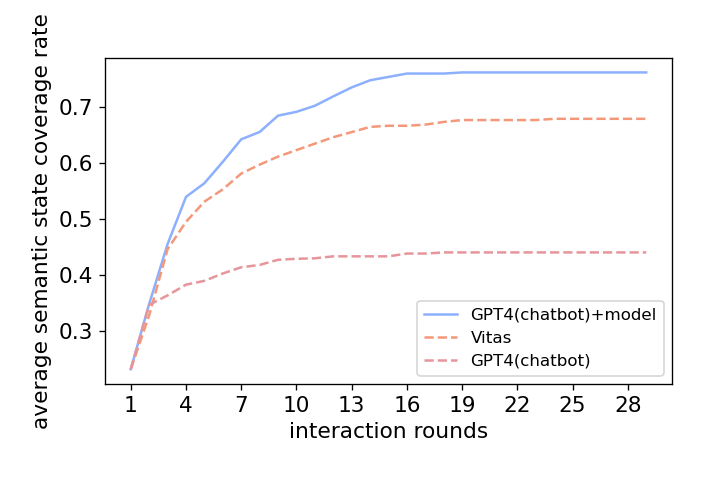 average semantic state coverage rate
0.7
0.6
0.5
0.4
0.3
GPT4(chatbot)+model
Vitas
GPT4(chatbot)
1 4 7 10 13 16 19 22 25 28
interaction rounds